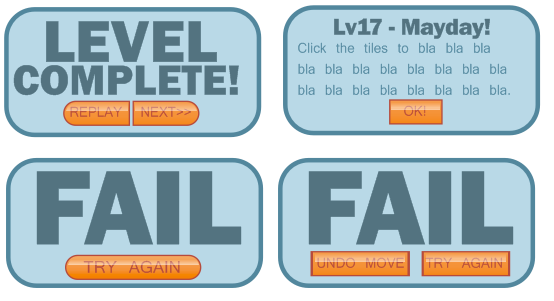 LEVEL
COMPLETE!
REPLAY NEXT>>
Lv17 - Mayday!
Click the tiles to bla bla bla
bla bla bla bla bla bla bla bla
bla bla bla bla bla bla bla bla.
OK!
FAIL
TRY AGAIN
FAIL
UNDO MOVE TRY AGAIN